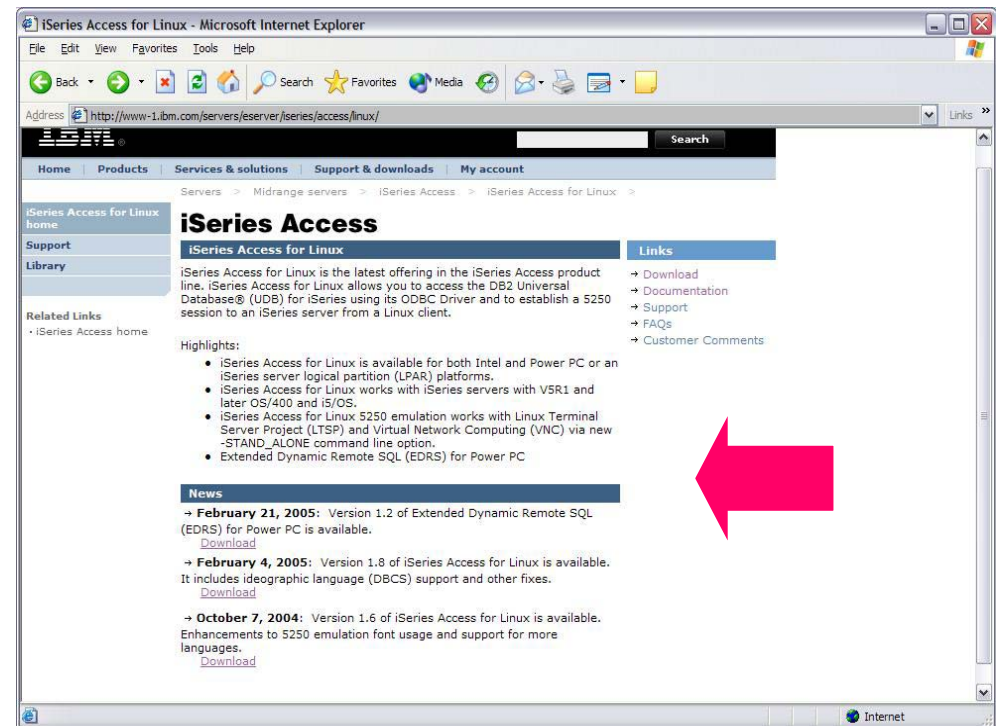 iSeries Access for Linux - Microsoft Internet Explorer
File Edit View Favorites Tools Help
Back Search Favorites Media
Address http://www-1.ibm.com/servers/eserver/iseries/access/linux/ Links »
IBM®
Search
Home Products Services & solutions Support & downloads My account
Servers > Midrange servers > iSeries Access > iSeries Access for Linux >
iSeries Access for Linux
home
Support
Library
Related Links
• iSeries Access home
iSeries Access
iSeries Access for Linux
iSeries Access for Linux is the latest offering in the iSeries Access product
line. iSeries Access for Linux allows you to access the DB2 Universal
Database® (UDB) for iSeries using its ODBC Driver and to establish a 5250
session to an iSeries server from a Linux client.
Highlights:
• iSeries Access for Linux is available for both Intel and Power PC or an
iSeries server logical partition (LPAR) platforms.
• iSeries Access for Linux works with iSeries servers with V5R1 and
later OS/400 and i5/OS.
• iSeries Access for Linux 5250 emulation works with Linux Terminal
Server Project (LTSP) and Virtual Network Computing (VNC) via new
-STAND_ALONE command line option.
• Extended Dynamic Remote SQL (EDRS) for Power PC
News
→ February 21, 2005: Version 1.2 of Extended Dynamic Remote SQL
(EDRS) for Power PC is available.
Download
→ February 4, 2005: Version 1.8 of iSeries Access for Linux is available.
It includes ideographic language (DBCS) support and other fixes.
Download
→ October 7, 2004: Version 1.6 of iSeries Access for Linux is available.
Enhancements to 5250 emulation font usage and support for more
languages.
Download
Links
→ Download
→ Documentation
→ Support
→ FAQs
→ Customer Comments
Internet